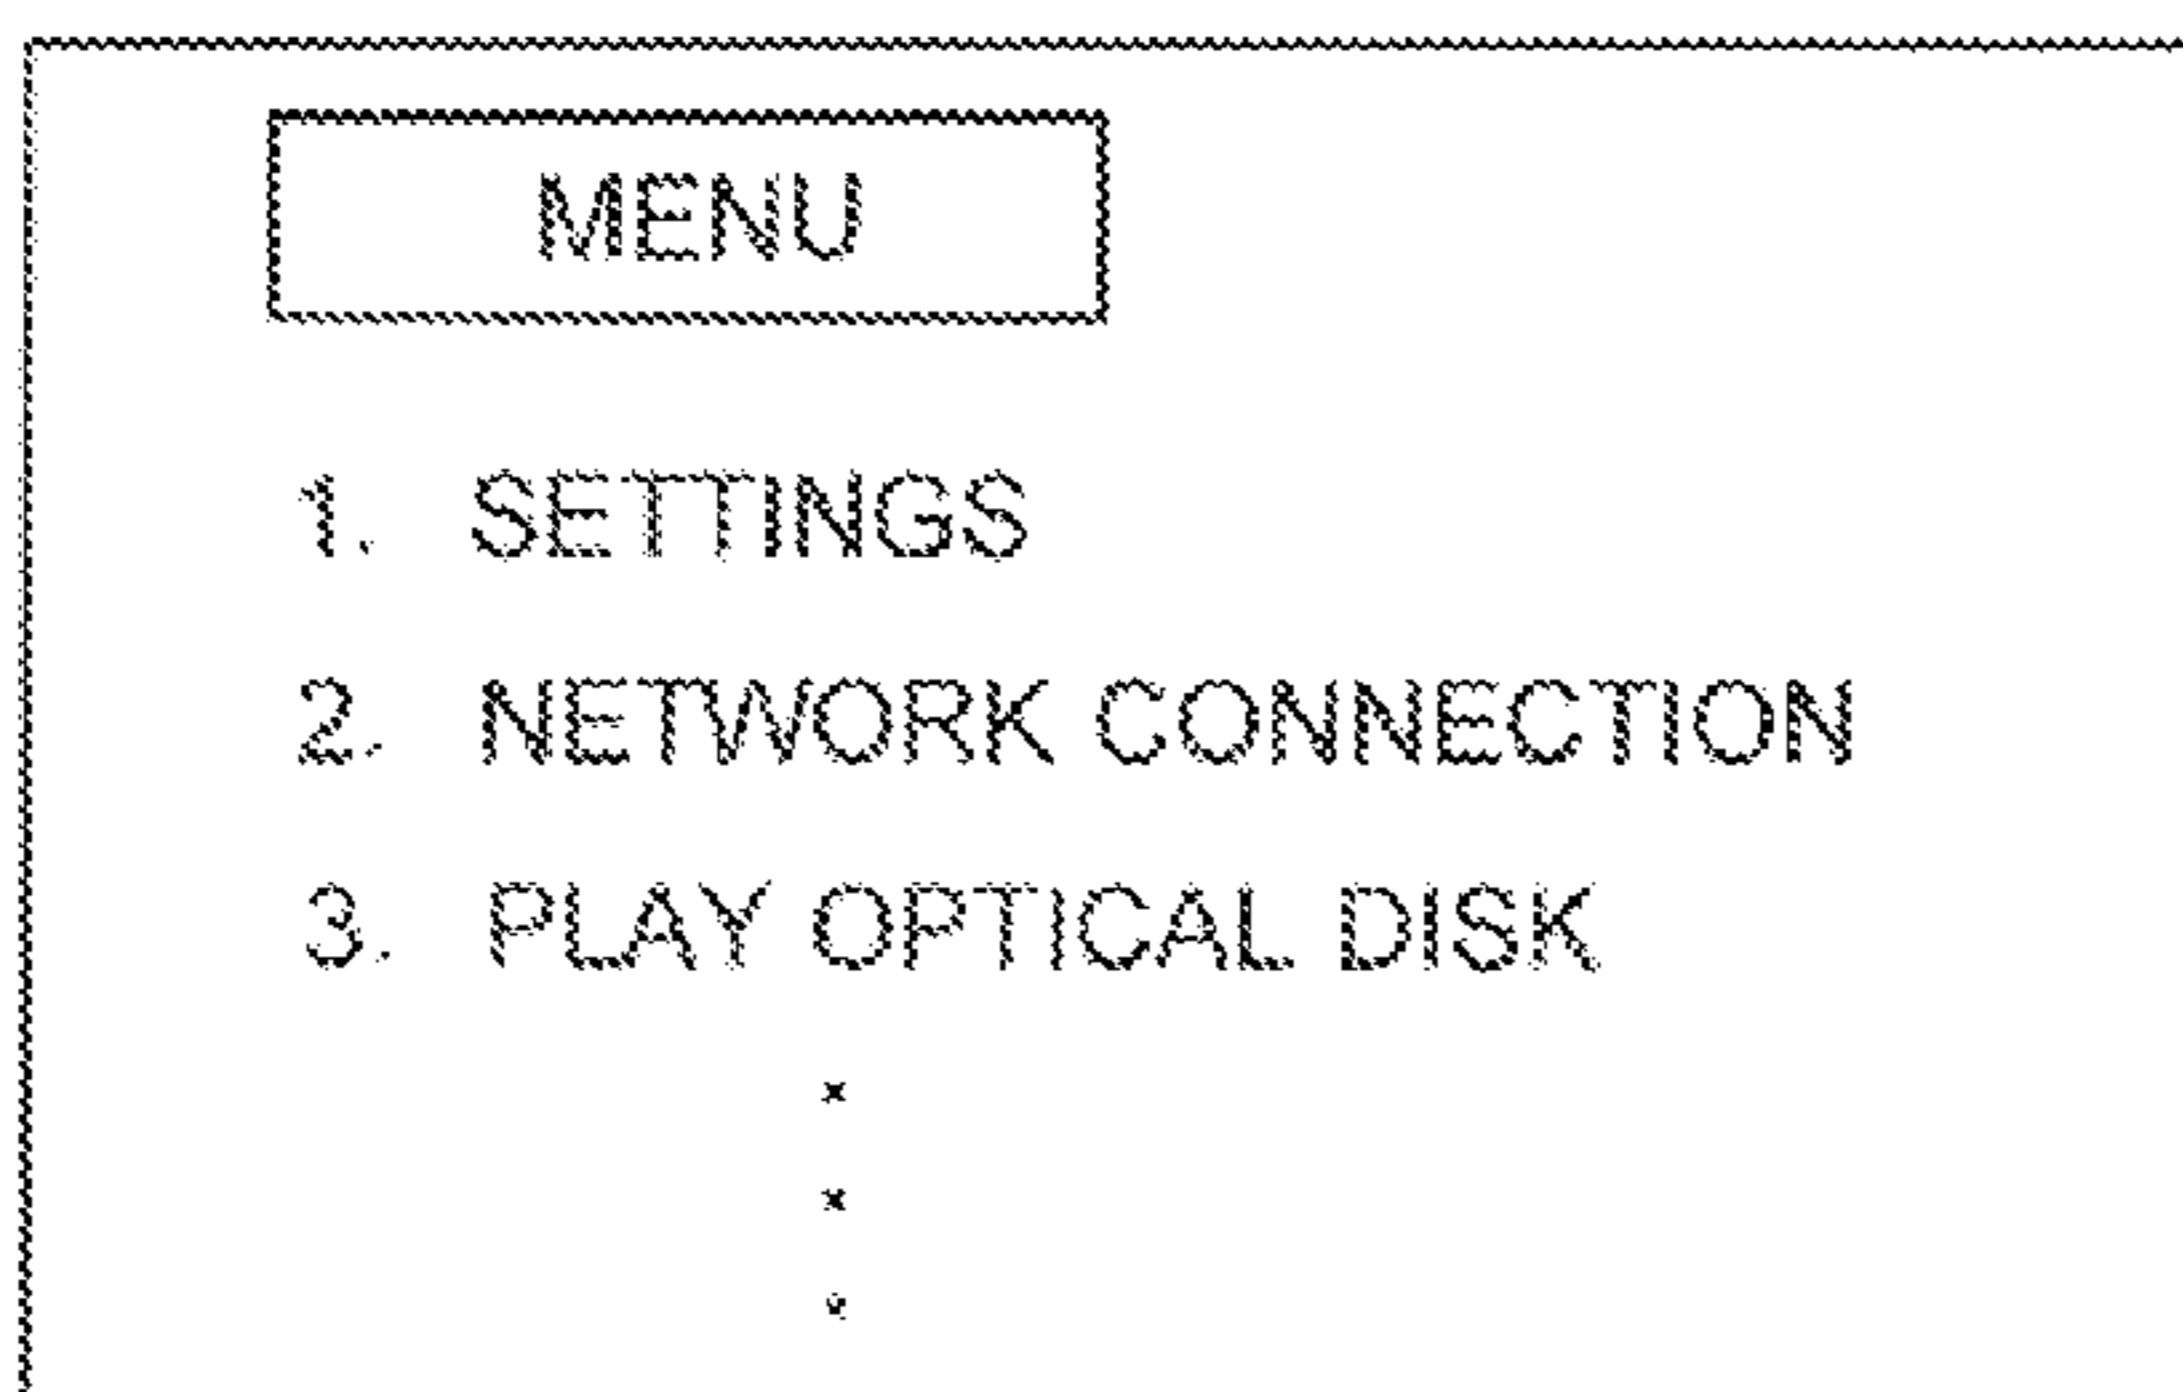 MENU
1. SETTINGS
2. NETWORK CONNECTION
3. PLAY OPTICAL DISK